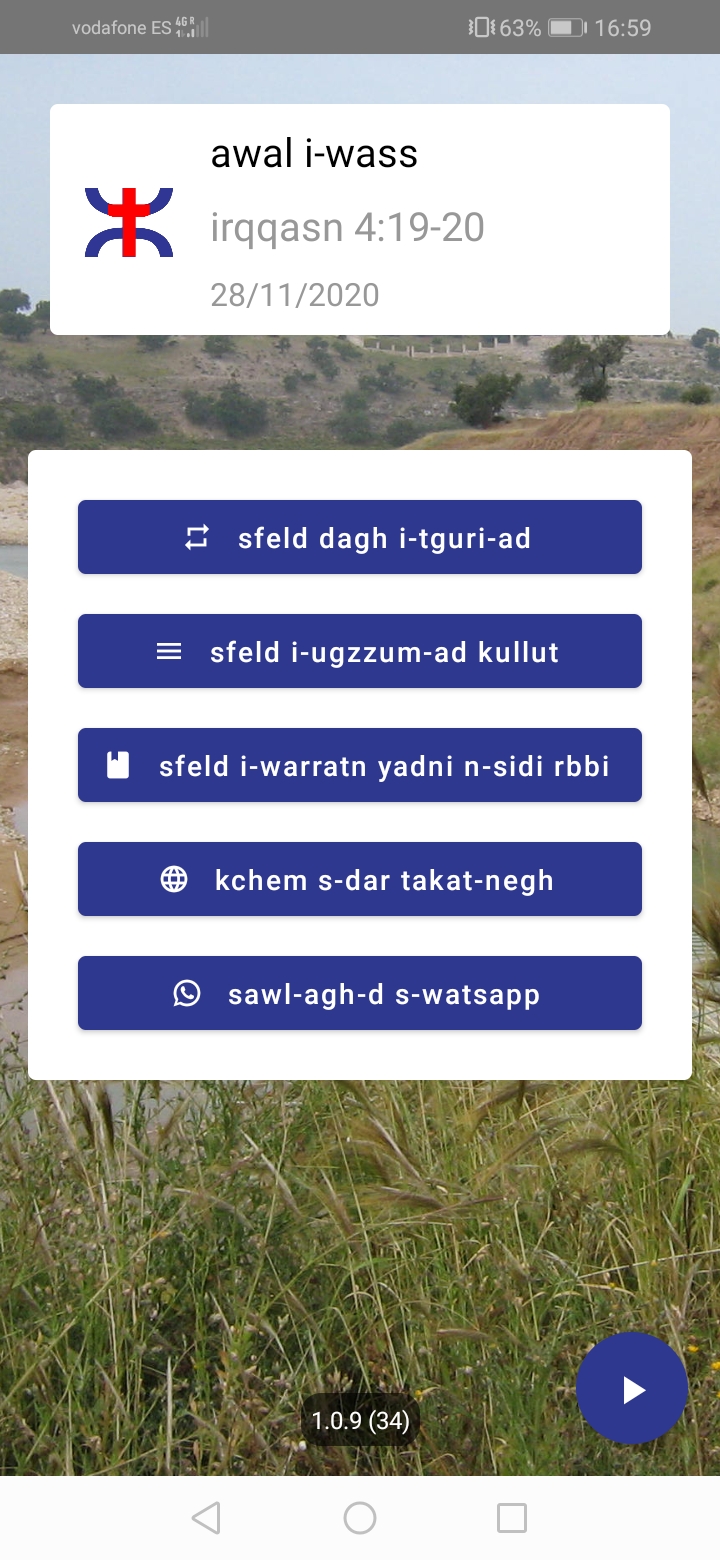 vodafone ES 4G R 63% 16:59
awal i-wass
irqqasn 4:19-20
28/11/2020
sfeld dagh i-tguri-ad
sfeld i-ugzzum-ad kullut
sfeld i-warratn yadni n-sidi rbbi
kchem s-dar takat-negh
sawl-agh-d s-watsapp
1.0.9 (34)